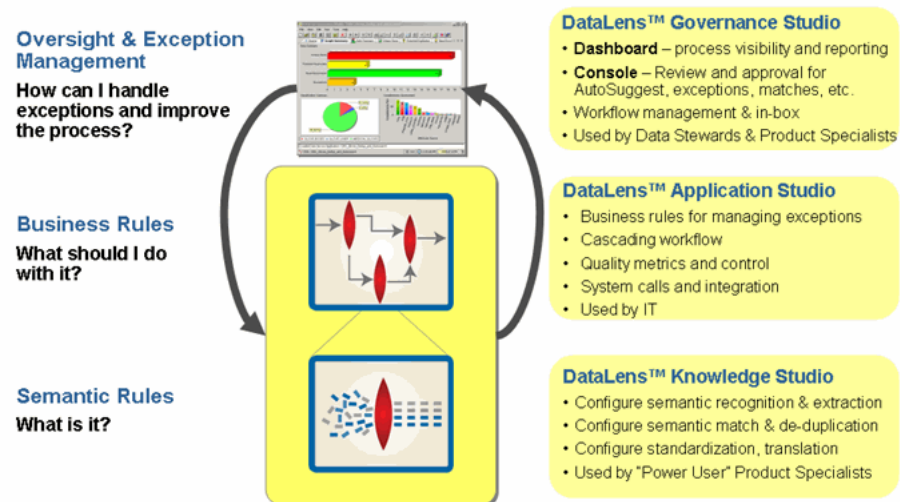 Oversight & Exception
Management
How can I handle
exceptions and improve
the process?
DataLens™ Governance Studio
• Dashboard – process visibility and reporting
• Console – Review and approval for
AutoSuggest, exceptions, matches, etc.
• Workflow management & in-box
• Used by Data Stewards & Product Specialists
Business Rules
What should I do
with it?
DataLens™ Application Studio
• Business rules for managing exceptions
• Cascading workflow
• Quality metrics and control
• System calls and integration
• Used by IT
Semantic Rules
What is it?
DataLens™ Knowledge Studio
• Configure semantic recognition & extraction
• Configure semantic match & de-duplication
• Configure standardization, translation
• Used by "Power User" Product Specialists